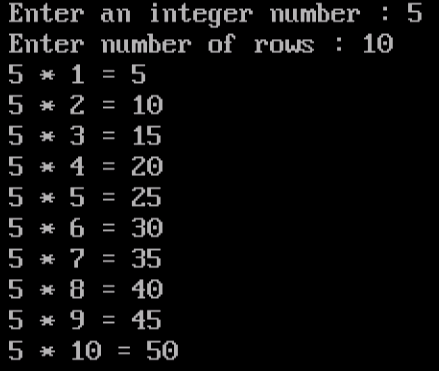 Enter an integer number : 5
Enter number of rows : 10
5 * 1 = 5
5 * 2 = 10
5 * 3 = 15
5 * 4 = 20
5 * 5 = 25
5 * 6 = 30
5 * 7 = 35
5 * 8 = 40
5 * 9 = 45
5 * 10 = 50